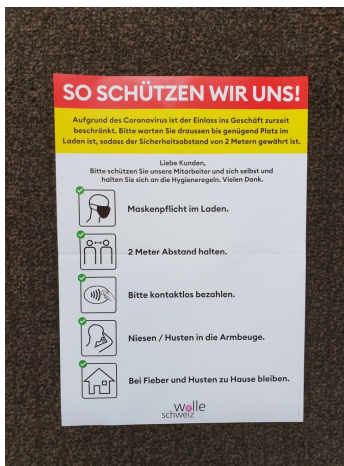 SO SCHÜTZEN WIR UNS!
Aufgrund des Coronavirus ist der Einlass ins Geschäft zurzeit
beschränkt. Bitte warten Sie draussen bis genügend Platz im
Laden ist, sodass der Sicherheitsabstand von 2 Metern gewährt ist.
Liebe Kunden,
Bitte schützen Sie unsere Mitarbeiter und sich selbst und
halten Sie sich an die Hygieneregeln. Vielen Dank.
Maskenpflicht im Laden.
2 Meter Abstand halten.
Bitte kontaktlos bezahlen.
Niesen / Husten in die Armbeuge.
Bei Fieber und Husten zu Hause bleiben.
Wolle
schweiz